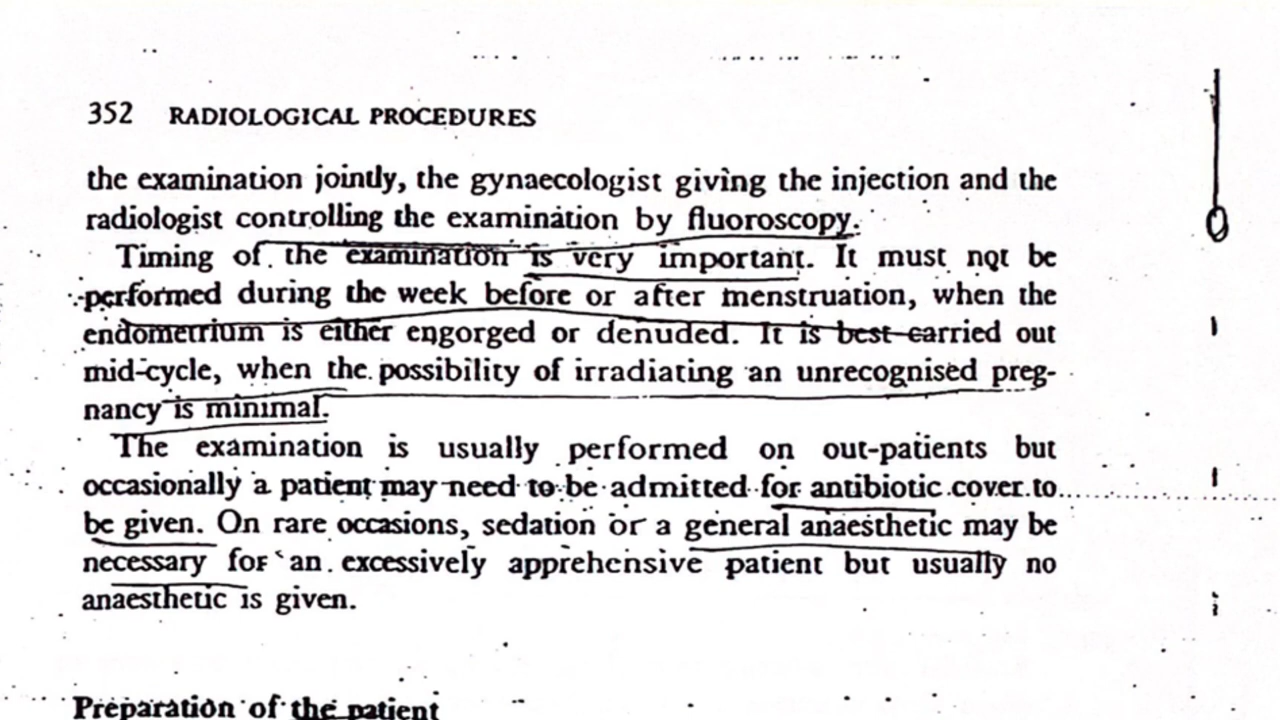 352 RADIOLOGICAL PROCEDURES
the examination jointly, the gynaecologist giving the injection and the
radiologist controlling the examination by fluoroscopy.
Timing of the examination is very important. It must not be
performed during the week before or after menstruation, when the
endometrium is either engorged or denuded. It is best carried out
mid-cycle, when the possibility of irradiating an unrecognised preg-
nancy is minimal.
The examination is usually performed on out-patients but
occasionally a patient may need to be admitted for antibiotic cover to
be given. On rare occasions, sedation or a general anaesthetic may be
necessary for an excessively apprehensive patient but usually no
anaesthetic is given.
Preparation of the patient